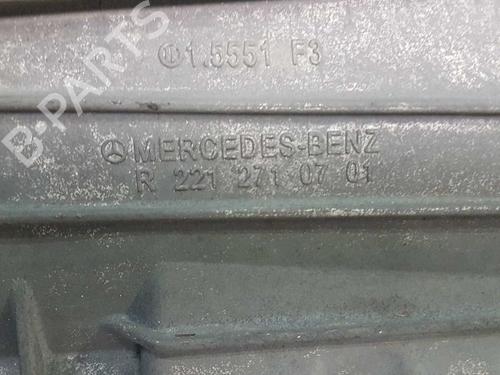 1.5551 F3
B-PARTS
MERCEDES-BENZ
R 221 271 07 01